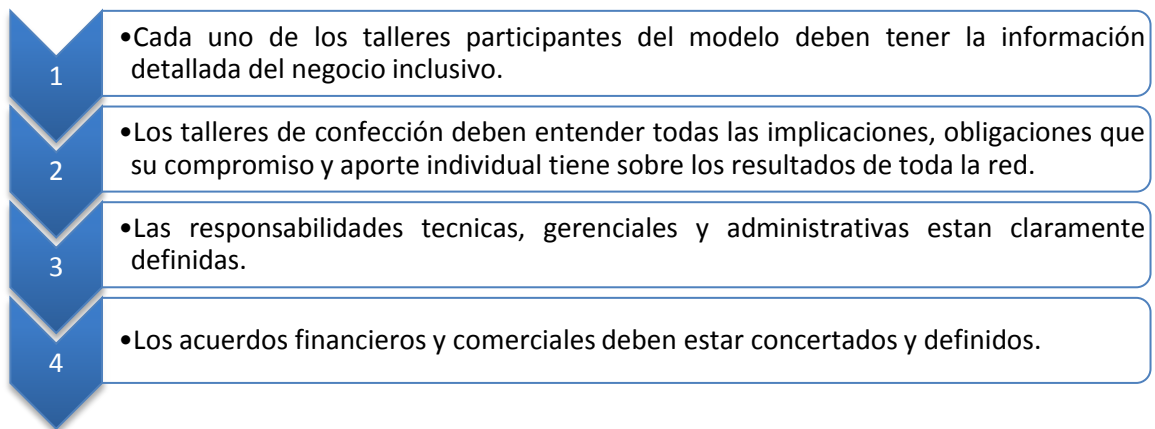 1
•Cada uno de los talleres participantes del modelo deben tener la información
detallada del negocio inclusivo.
2
•Los talleres de confección deben entender todas las implicaciones, obligaciones que
su compromiso y aporte individual tiene sobre los resultados de toda la red.
3
•Las responsabilidades tecnicas, gerenciales y administrativas estan claramente
definidas.
4
•Los acuerdos financieros y comerciales deben estar concertados y definidos.